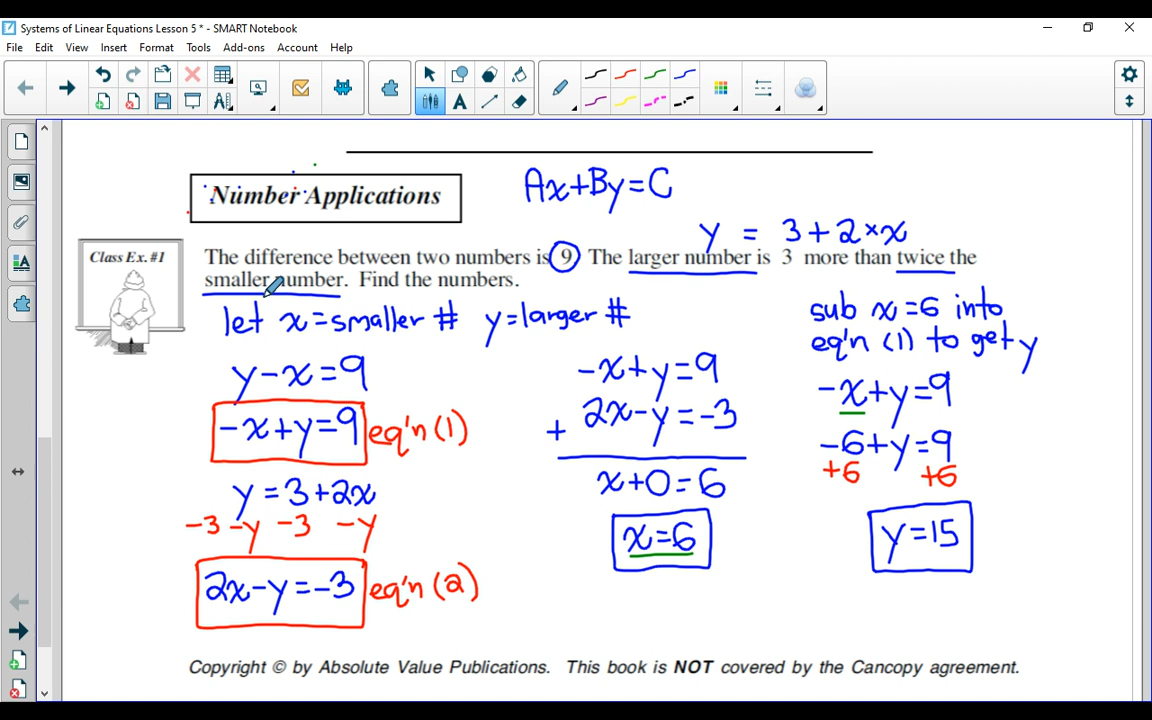 Systems of Linear Equations Lesson 5 * - SMART Notebook
File Edit View Insert Format Tools Add-ons Account Help
Number Applications
Ax+By=C
y = 3+2×x
Class Ex. #1
The difference between two numbers is 9. The larger number is 3 more than twice the
smaller number. Find the numbers.
let x=smaller # y=larger #
y-x=9
-x+y=9 eq'n (1)
y=3+2x
-3 -y -3 -y
2x-y=-3 eq'n (2)
-x+y=9
+ 2x-y=-3
x+0=6
x=6
sub x=6 into
eq'n (1) to get y
-x+y=9
-6+y=9
+6 +6
y=15
Copyright © by Absolute Value Publications. This book is NOT covered by the Cancopy agreement.